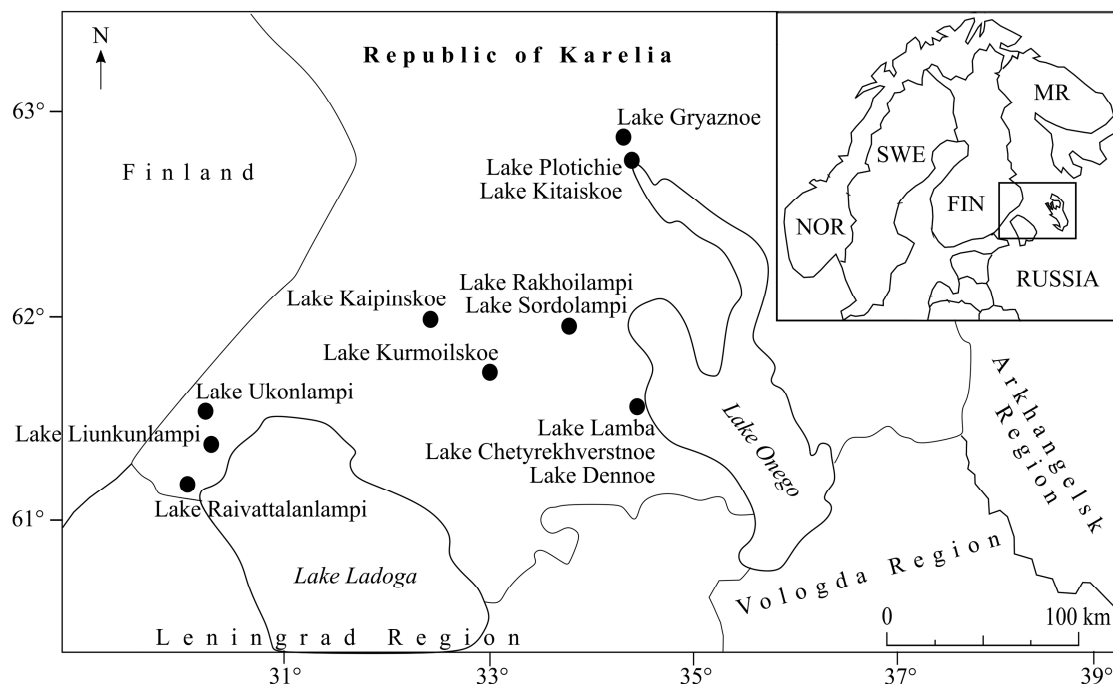 N
Republic of Karelia
63°
Lake Gryaznoe
Finland
Lake Plotichie
Lake Kitaiskoe
MR
SWE
FIN
NOR
RUSSIA
62°
Lake Rakhoilampi
Lake Kaipinskoe
Lake Sordolampi
Lake Kurmoilskoe
Lake Ukonlampi
Lake Liunkunlampi
Lake Lamba
Lake Chetyrekhverstnoe
Lake Dennoe
Lake Onego
Arkhangelsk
Region
61°
Lake Raivattalanlampi
Lake Ladoga
Vologda Region
Leningrad Region
0 100 km
31° 33° 35° 37° 39°